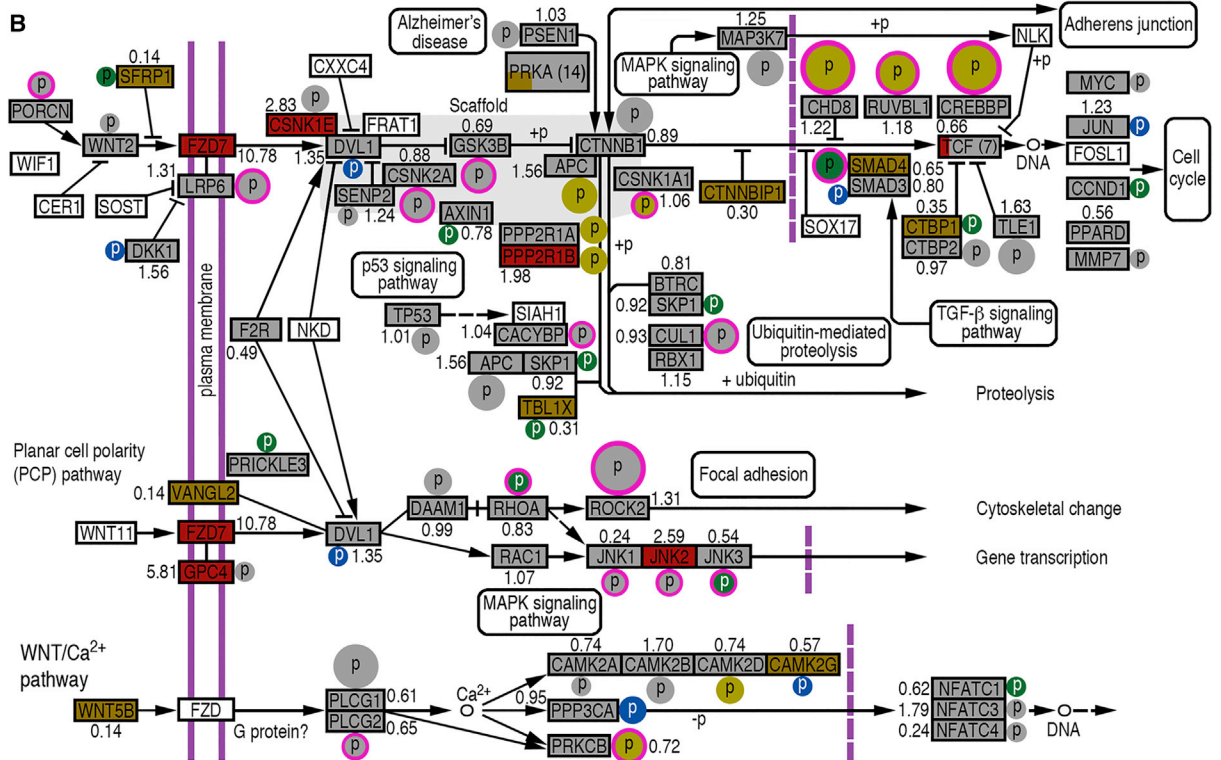 B
Alzheimer's
disease
1.03
p PSEN1
PRKA (14)
1.25
MAP3K7
p
MAPK signaling
pathway
+p
NLK
+p
Adherens junction
0.14
p SFRP1
p
PORCN
p
WNT2
WIF1
CER1
SOST
p DKK1
1.56
FZD7
10.78
1.31
LRP6 p
plasma membrane
CXXC4
2.83 p
CSNK1E
FRAT1
DVL1
1.35
p
SENP2
p 1.24
Scaffold
0.69
GSK3B
+p
0.88
CSNK2A
p
p
AXIN1
p 0.78
p
CTNNB1
0.89
1.56
APC
p
CSNK1A1
p 1.06
PPP2R1A p
PPP2R1B p
1.98
+p
CTNNBIP1
0.30
p p p
CHD8 RUVBL1 CREBBP
1.22 1.18 0.66
TCF (7)
DNA
p SMAD4 0.65
p SMAD3 0.80
SOX17
0.35
CTBP1 p
CTBP2 p
0.97
1.63
TLE1
p
MYC p
1.23
JUN p
FOSL1
CCND1 p
0.56
PPARD
MMP7 p
Cell
cycle
p53 signaling
pathway
TP53
1.01 p
SIAH1
1.04 CACYBP p
1.56 APC SKP1 p
p 0.92
TBL1X
p 0.31
0.81
BTRC
0.92 SKP1 p
0.93 CUL1 p
RBX1
1.15
Ubiquitin-mediated
proteolysis
TGF-β signaling
pathway
+ ubiquitin
Proteolysis
F2R
0.49
NKD
Planar cell polarity
(PCP) pathway
p
PRICKLE3
0.14 VANGL2
WNT11
FZD7 10.78
5.81 GPC4 p
DVL1
p 1.35
p
DAAM1
0.99
p
RHOA
0.83
p
ROCK2 1.31
Focal adhesion
Cytoskeletal change
RAC1
1.07
0.24 2.59 0.54
JNK1 JNK2 JNK3
p p p
Gene transcription
MAPK signaling
pathway
WNT/Ca2+
pathway
WNT5B
0.14
FZD
G protein?
p
PLCG1 0.61
PLCG2 0.65
p
Ca2+
0.74 1.70 0.74 0.57
CAMK2A CAMK2B CAMK2D CAMK2G
p p p p
0.95
PPP3CA p
-p
PRKCB p 0.72
0.62 NFATC1 p
1.79 NFATC3 p
0.24 NFATC4 p
DNA